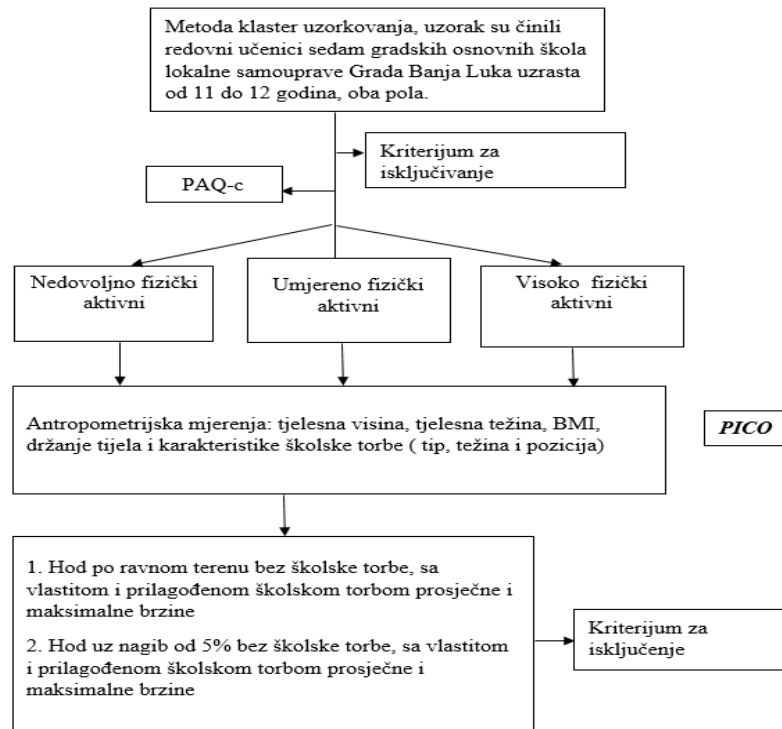 Metoda klaster uzorkovanja, uzorak su činili
redovni učenici sedam gradskih osnovnih škola
lokalne samouprave Grada Banja Luka uzrasta
od 11 do 12 godina, oba pola.
Kriterijum za
isključivanje
PAQ-c
Nedovoljno fizički
aktivni
Umjereno fizički
aktivni
Visoko fizički
aktivni
Antropometrijska mjerenja: tjelesna visina, tjelesna težina, BMI,
držanje tijela i karakteristike školske torbe ( tip, težina i pozicija)
PICO
1. Hod po ravnom terenu bez školske torbe, sa
vlastitom i prilagođenom školskom torbom prosječne i
maksimalne brzine
2. Hod uz nagib od 5% bez školske torbe, sa vlastitom
i prilagođenom školskom torbom prosječne i
maksimalne brzine
Kriterijum za
isključenje